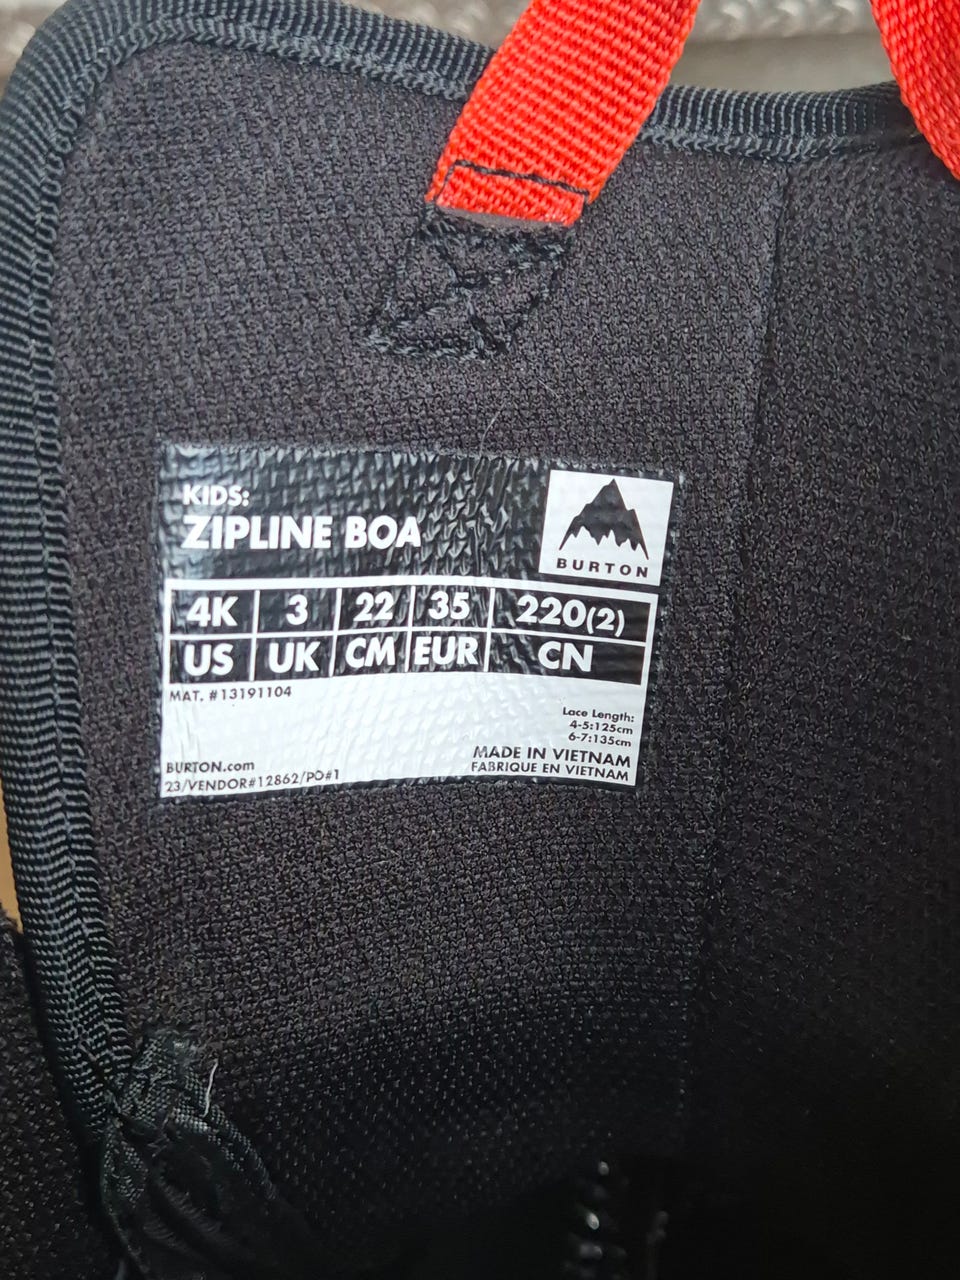 KIDS:
ZIPLINE BOA
BURTON
4K 3 22 35 220(2)
US UK CM EUR CN
MAT. #13191104
Lace Length:
4-5:125cm
6-7:135cm
MADE IN VIETNAM
FABRIQUE EN VIETNAM
BURTON.com
23/VENDOR#12862/PO#1